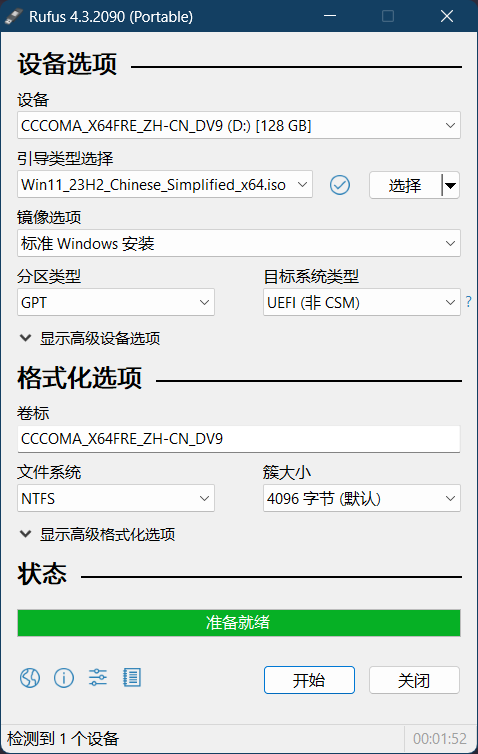 Rufus 4.3.2090 (Portable)
设备选项
设备
CCCOMA_X64FRE_ZH-CN_DV9 (D:) [128 GB]
引导类型选择
Win11_23H2_Chinese_Simplified_x64.iso
选择
镜像选项
标准 Windows 安装
分区类型
目标系统类型
GPT
UEFI (非 CSM)
?
显示高级设备选项
格式化选项
卷标
CCCOMA_X64FRE_ZH-CN_DV9
文件系统
簇大小
NTFS
4096 字节 (默认)
显示高级格式化选项
状态
准备就绪
开始
关闭
检测到 1 个设备
00:01:52